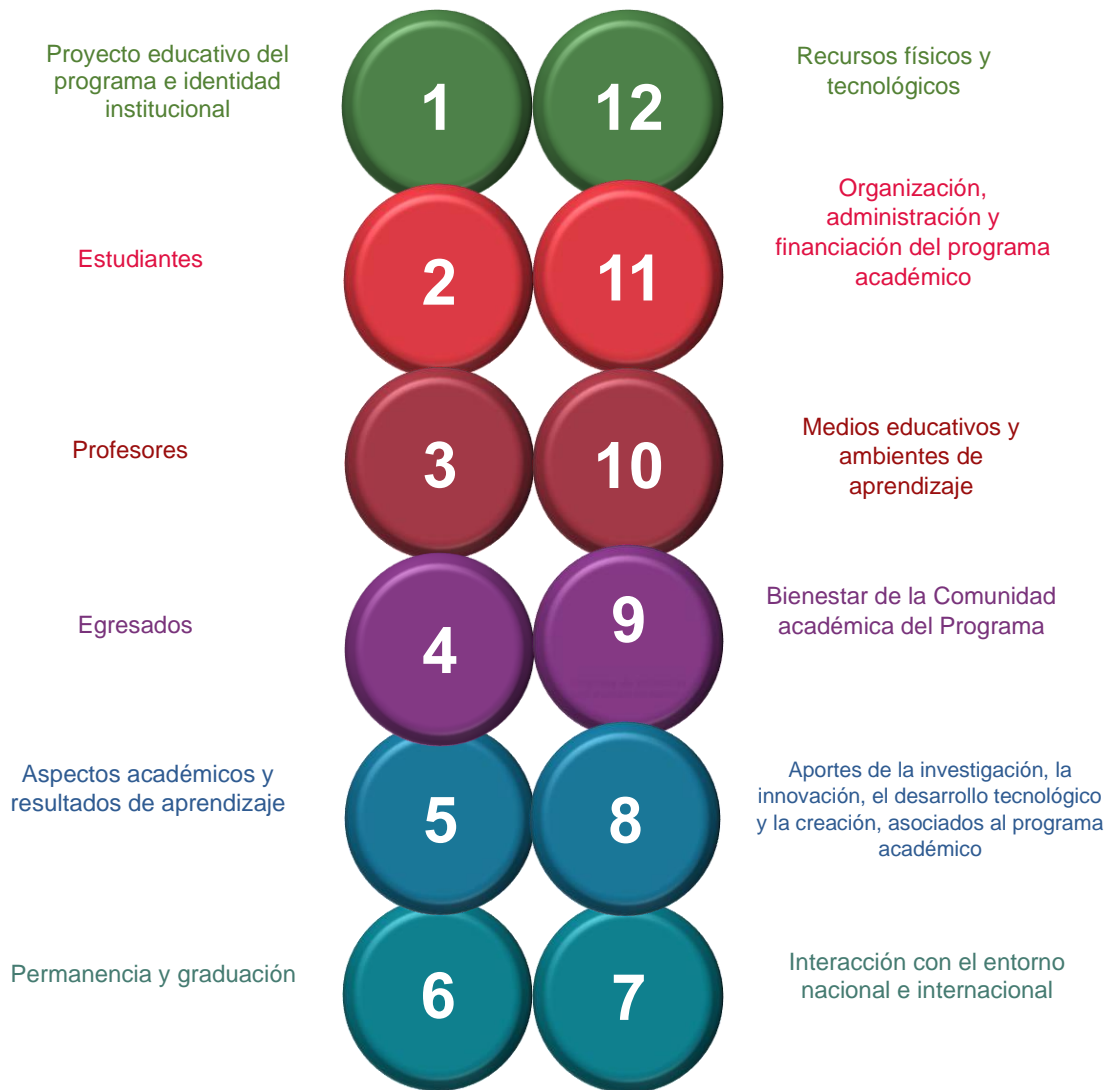 Proyecto educativo del
programa e identidad
institucional
1
12
Recursos físicos y
tecnológicos
Estudiantes
2
11
Organización,
administración y
financiación del programa
académico
Profesores
3
10
Medios educativos y
ambientes de
aprendizaje
Egresados
4
9
Bienestar de la Comunidad
académica del Programa
Aspectos académicos y
resultados de aprendizaje
5
8
Aportes de la investigación, la
innovación, el desarrollo tecnológico
y la creación, asociados al programa
académico
Permanencia y graduación
6
7
Interacción con el entorno
nacional e internacional